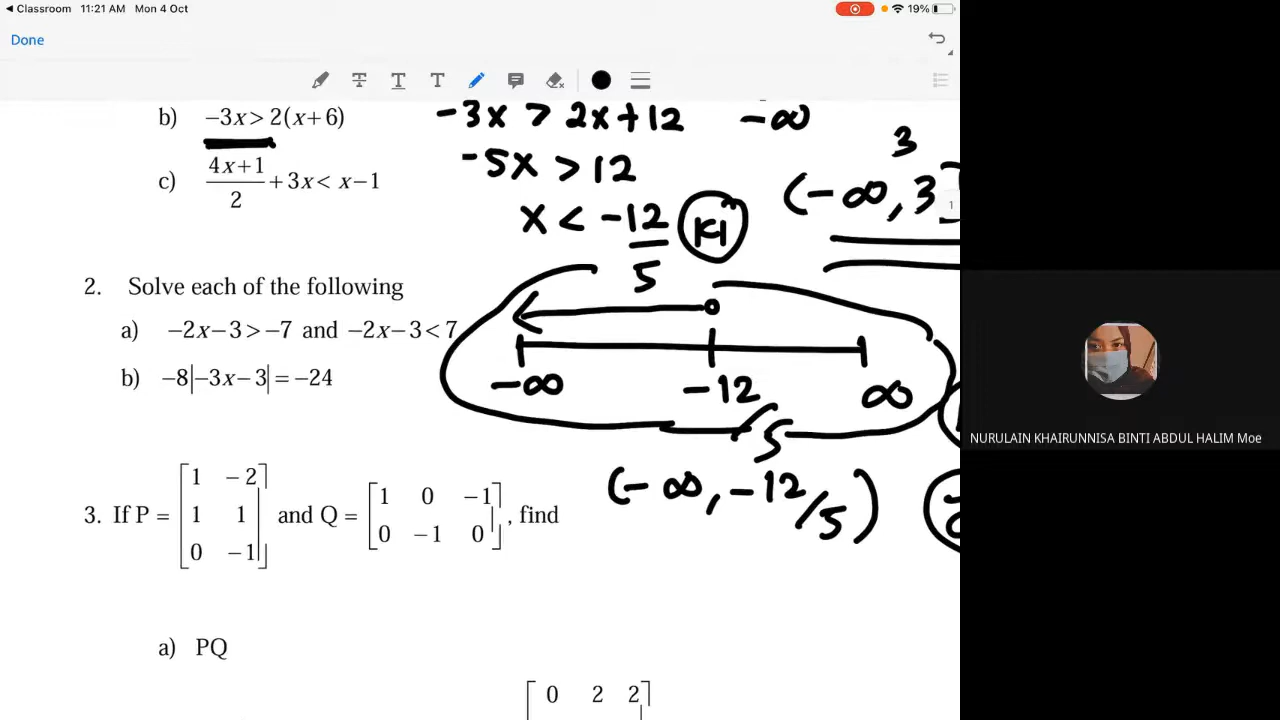 Classroom 11:21 AM Mon 4 Oct 19%
Done
T T T
b) −3x > 2(x+6)
-3x > 2x+12
-∞
3
-5x > 12
c) 4x+1
2 +3x < x−1
(-∞, 3]
1
x < -12
5
2. Solve each of the following
a) −2x−3 > −7 and −2x−3 < 7
b) −8|−3x−3| = −24
-∞ -12/5 ∞
(-∞, -12/5)
3. If P = [1 −2
1 1
0 −1] and Q = [1 0 −1
0 −1 0], find
a) PQ
0 2 2
NURULAIN KHAIRUNNISA BINTI ABDUL HALIM Moe